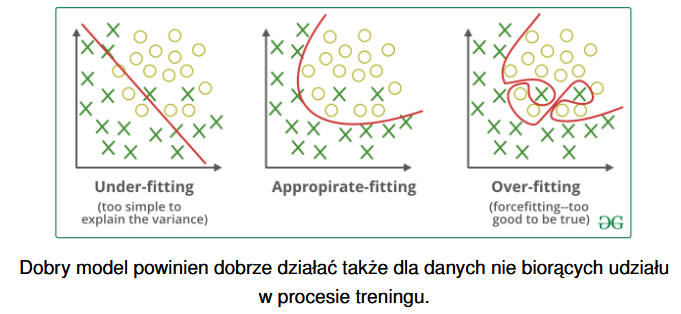 Under-fitting
(too simple to
explain the variance)
Appropirate-fitting
Over-fitting
(forcefitting--too
good to be true)
Dobry model powinien dobrze działać także dla danych nie biorących udziału
w procesie treningu.